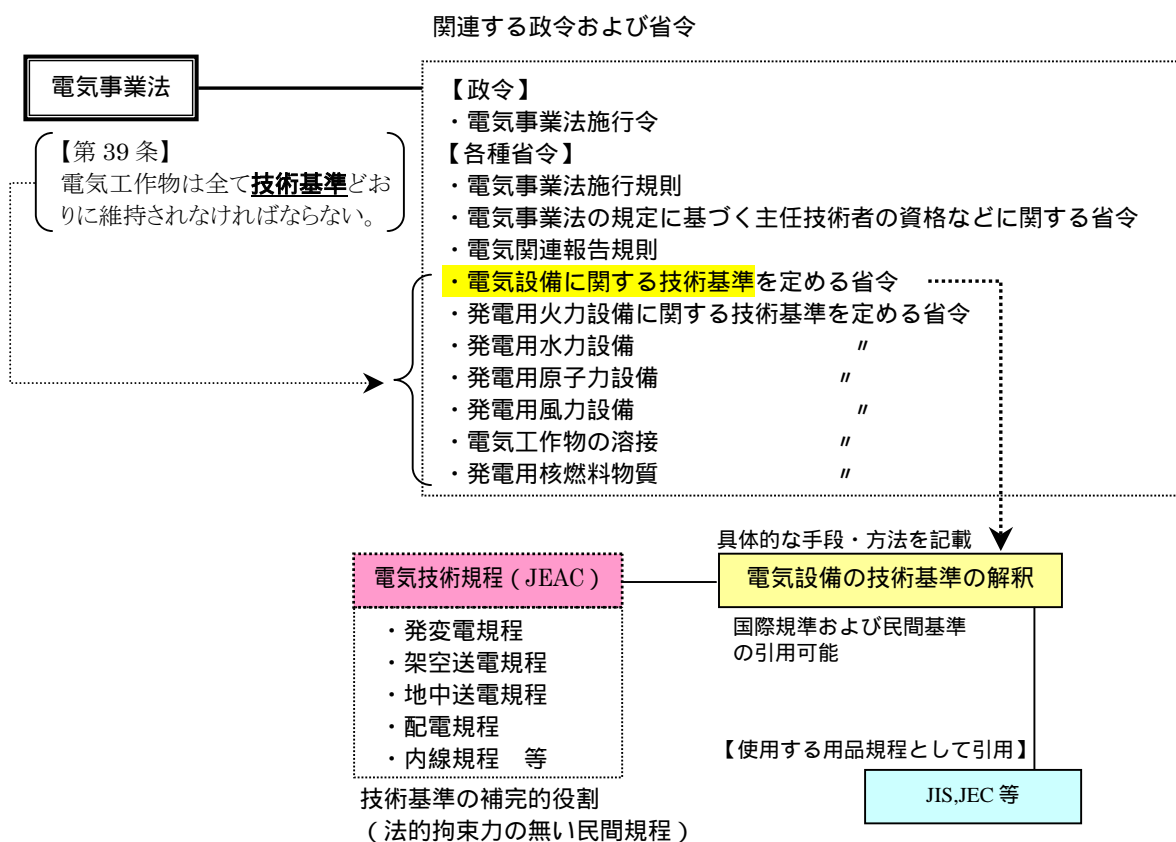 関連する政令および省令
電気事業法
【第 39 条】
電気工作物は全て技術基準どお
りに維持されなければならない。
【政令】
・電気事業法施行令
【各種省令】
・電気事業法施行規則
・電気事業法の規定に基づく主任技術者の資格などに関する省令
・電気関連報告規則
・電気設備に関する技術基準を定める省令
・発電用火力設備に関する技術基準を定める省令
・発電用水力設備 〃
・発電用原子力設備 〃
・発電用風力設備 〃
・電気工作物の溶接 〃
・発電用核燃料物質 〃
具体的な手段・方法を記載
電気設備の技術基準の解釈
国際規準および民間基準
の引用可能
電気技術規程（JEAC）
・発変電規程
・架空送電規程
・地中送電規程
・配電規程
・内線規程 等
技術基準の補完的役割
（法的拘束力の無い民間規程）
【使用する用品規程として引用】
JIS,JEC 等